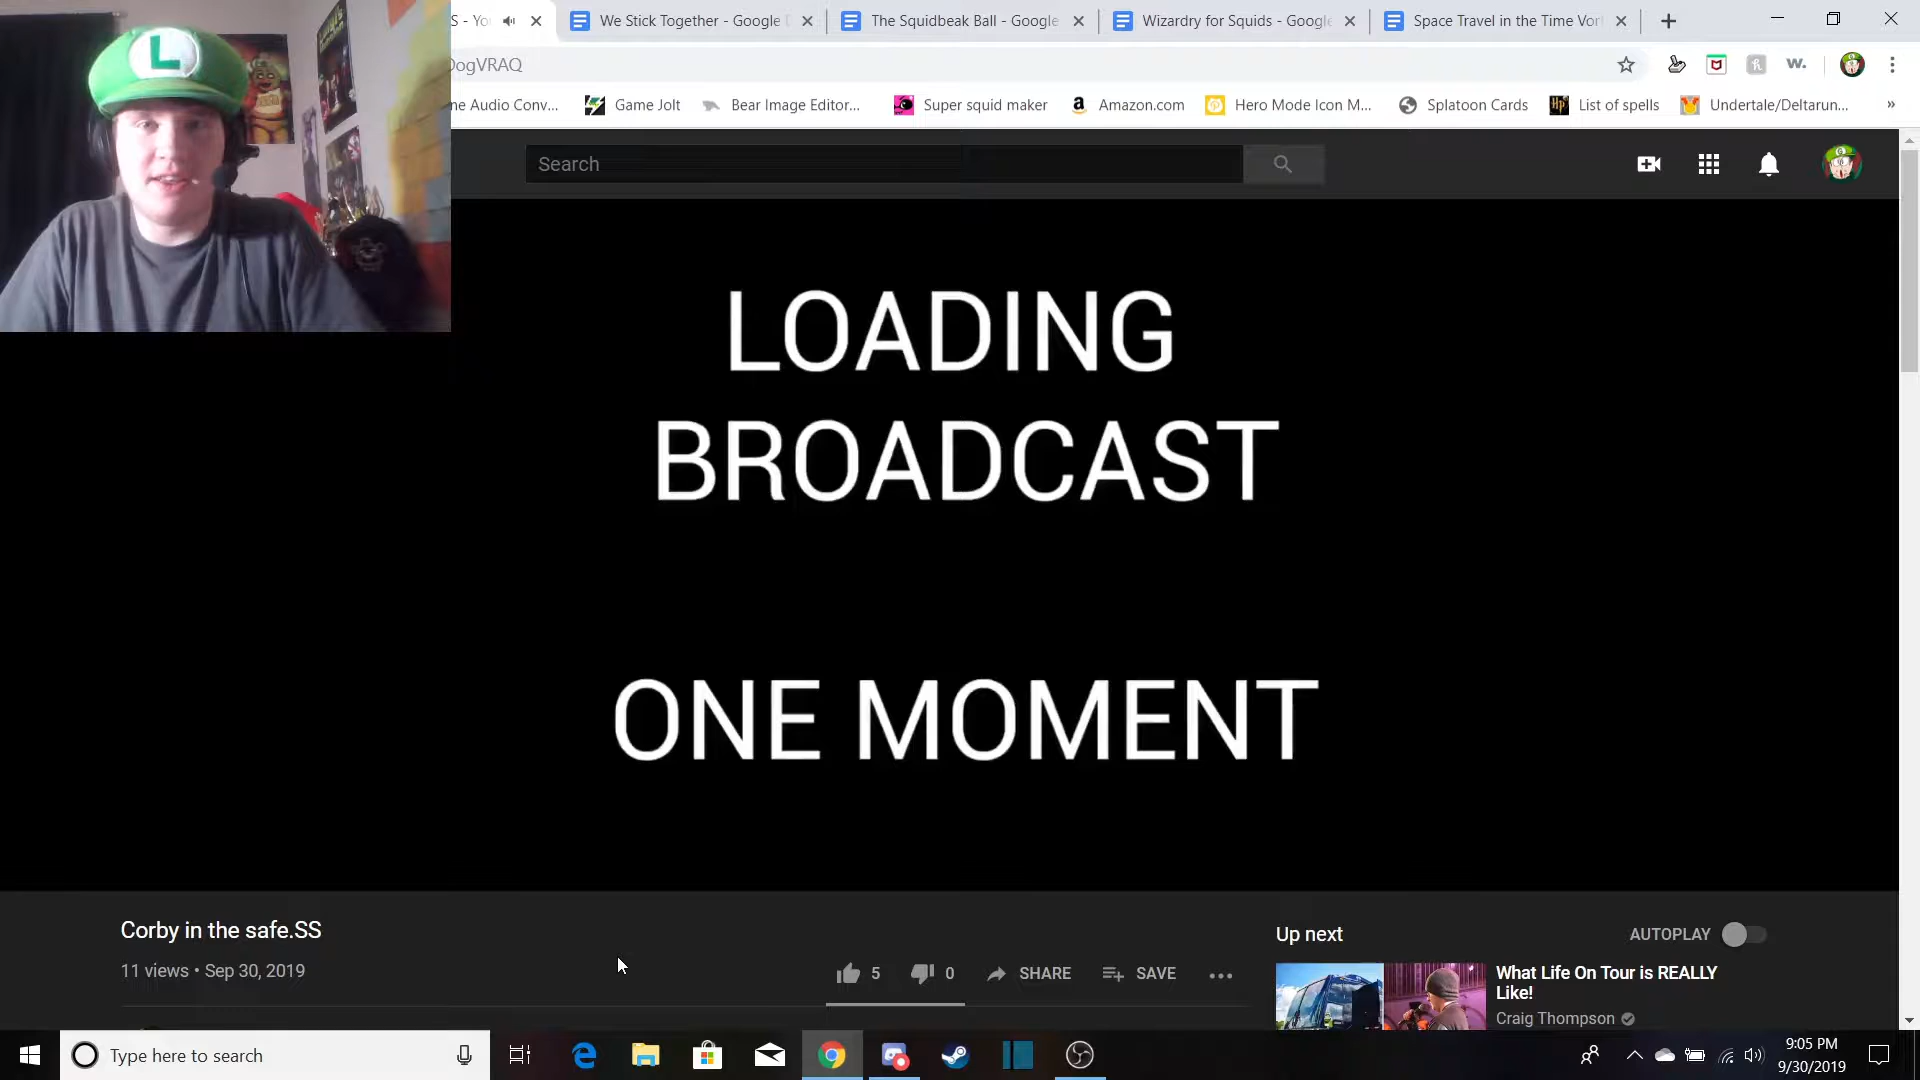 S - You
We Stick Together - Google D
The Squidbeak Ball - Google
Wizardry for Squids - Google
Space Travel in the Time Vor
DogVRAQ
ne Audio Conv...
Game Jolt
Bear Image Editor...
Super squid maker
Amazon.com
Hero Mode Icon M...
Splatoon Cards
List of spells
Undertale/Deltarun...
»
L
Search
LOADING
BROADCAST
ONE MOMENT
Corby in the safe.SS
11 views • Sep 30, 2019
5
0
SHARE
SAVE
Up next
AUTOPLAY
What Life On Tour is REALLY
Like!
Craig Thompson
Type here to search
9:05 PM
9/30/2019